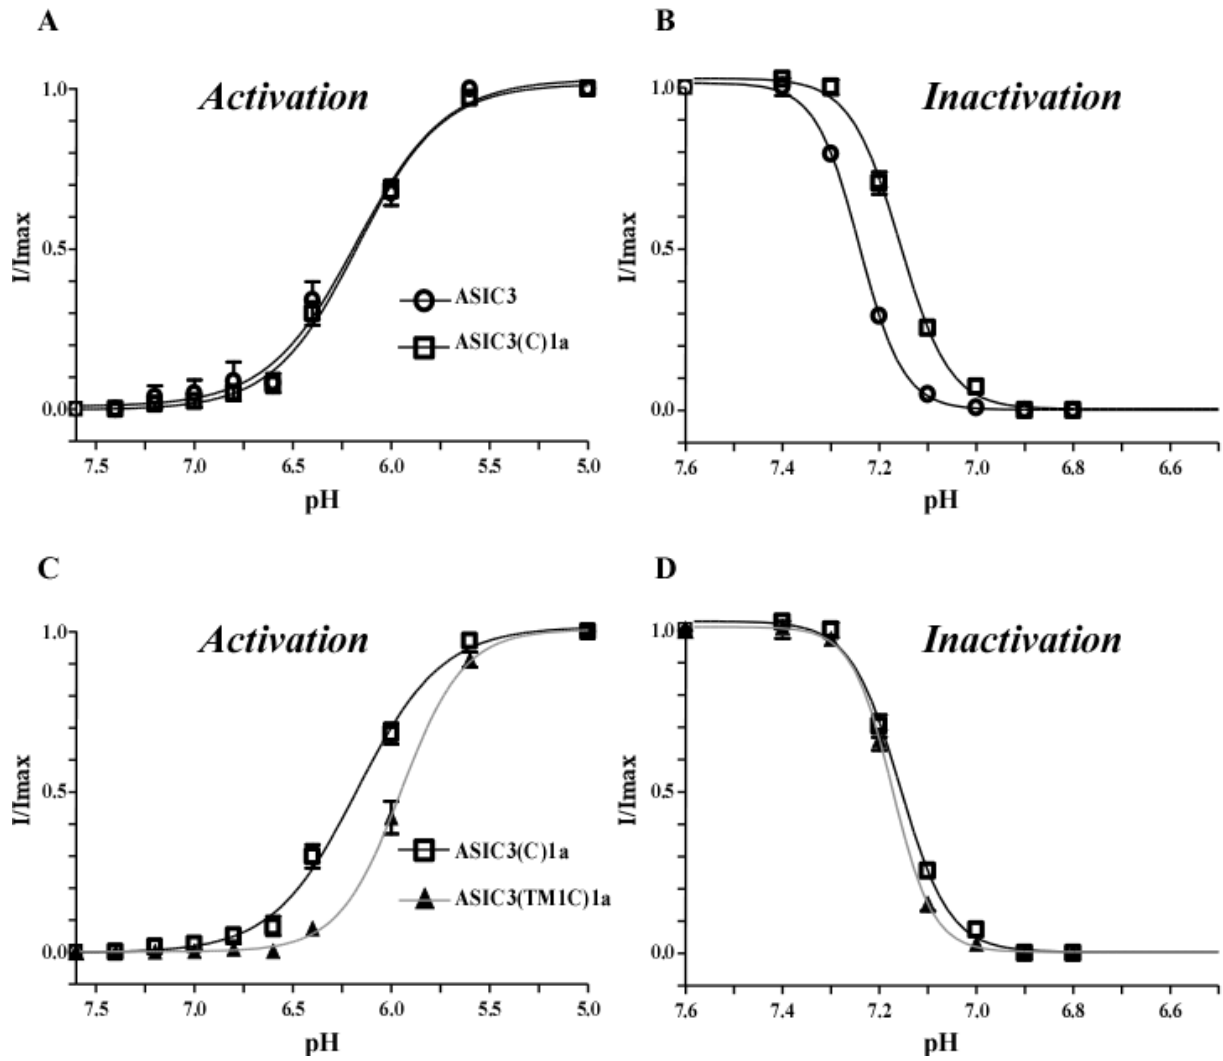 A
Activation
1.0
0.5
0.0
I/Imax
ASIC3
ASIC3(C)1a
7.5 7.0 6.5 6.0 5.5 5.0
pH
B
Inactivation
1.0
0.5
0.0
I/Imax
7.6 7.4 7.2 7.0 6.8 6.6
pH
C
Activation
1.0
0.5
0.0
I/Imax
ASIC3(C)1a
ASIC3(TM1C)1a
7.5 7.0 6.5 6.0 5.5 5.0
pH
D
Inactivation
1.0
0.5
0.0
I/Imax
7.6 7.4 7.2 7.0 6.8 6.6
pH